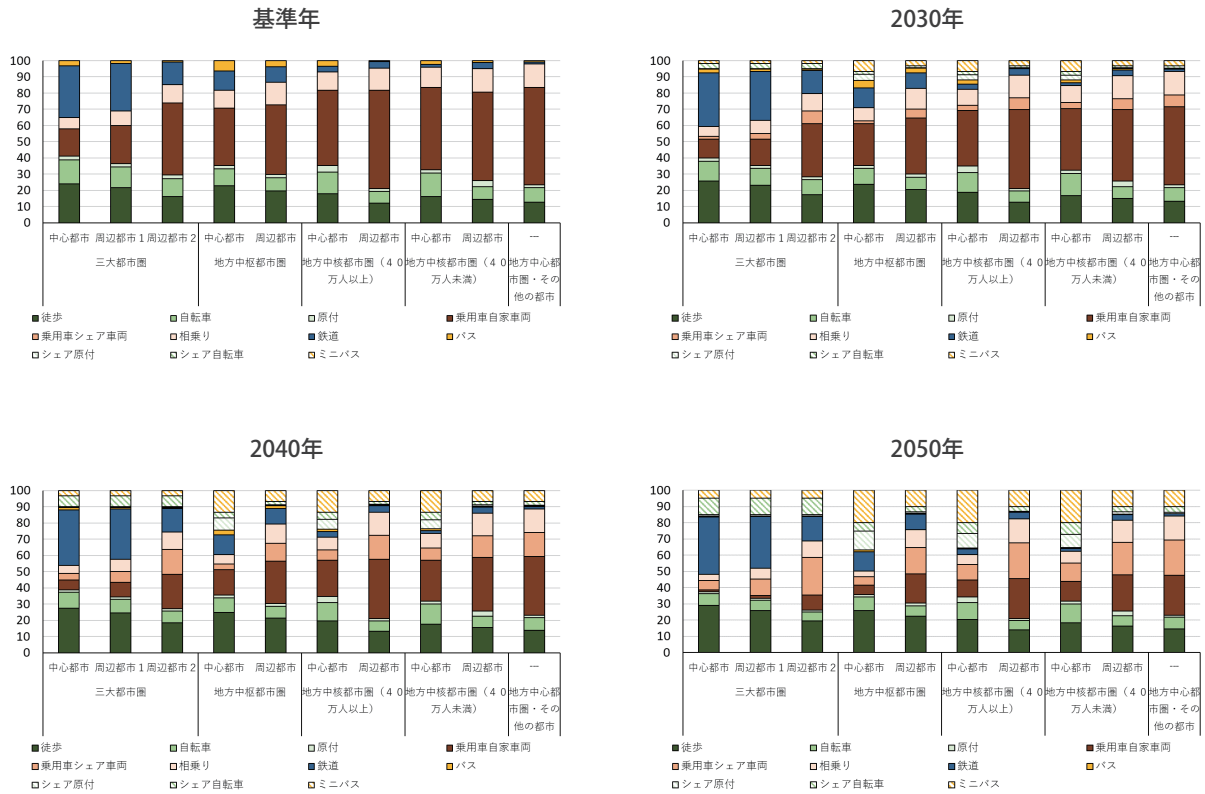 基準年
100
90
80
70
60
50
40
30
20
10
0
中心都市 周辺都市1 周辺都市2 中心都市 周辺都市 中心都市 周辺都市 中心都市 周辺都市 ---
三大都市圏 地方中枢都市圏 地方中核都市圏（４０万人以上） 地方中核都市圏（４０万人未満） 地方中心都市圏・その他の都市
徒歩 自転車 原付 乗用車自家車両
乗用車シェア車両 相乗り 鉄道 バス
シェア原付 シェア自転車 ミニバス
2030年
100
90
80
70
60
50
40
30
20
10
0
中心都市 周辺都市1 周辺都市2 中心都市 周辺都市 中心都市 周辺都市 中心都市 周辺都市 ---
三大都市圏 地方中枢都市圏 地方中核都市圏（４０万人以上） 地方中核都市圏（４０万人未満） 地方中心都市圏・その他の都市
徒歩 自転車 原付 乗用車自家車両
乗用車シェア車両 相乗り 鉄道 バス
シェア原付 シェア自転車 ミニバス
2040年
100
90
80
70
60
50
40
30
20
10
0
中心都市 周辺都市1 周辺都市2 中心都市 周辺都市 中心都市 周辺都市 中心都市 周辺都市 ---
三大都市圏 地方中枢都市圏 地方中核都市圏（４０万人以上） 地方中核都市圏（４０万人未満） 地方中心都市圏・その他の都市
徒歩 自転車 原付 乗用車自家車両
乗用車シェア車両 相乗り 鉄道 バス
シェア原付 シェア自転車 ミニバス
2050年
100
90
80
70
60
50
40
30
20
10
0
中心都市 周辺都市1 周辺都市2 中心都市 周辺都市 中心都市 周辺都市 中心都市 周辺都市 ---
三大都市圏 地方中枢都市圏 地方中核都市圏（４０万人以上） 地方中核都市圏（４０万人未満） 地方中心都市圏・その他の都市
徒歩 自転車 原付 乗用車自家車両
乗用車シェア車両 相乗り 鉄道 バス
シェア原付 シェア自転車 ミニバス